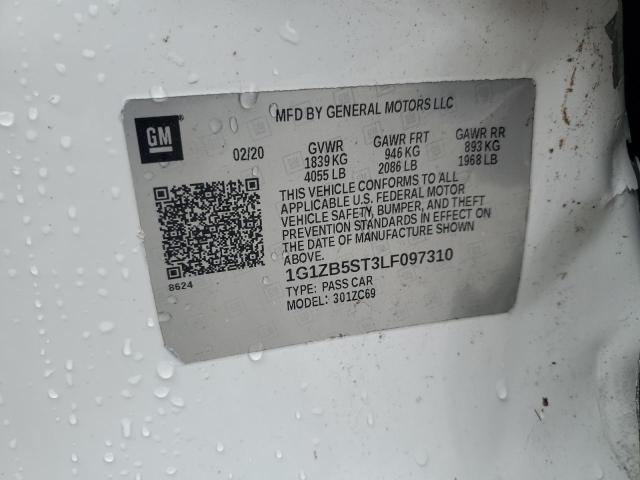 MFD BY GENERAL MOTORS LLC
GM
02/20
GVWR GAWR FRT GAWR RR
1839 KG 946 KG 893 KG
4055 LB 2086 LB 1968 LB
THIS VEHICLE CONFORMS TO ALL
APPLICABLE U.S. FEDERAL MOTOR
VEHICLE SAFETY, BUMPER, AND THEFT
PREVENTION STANDARDS IN EFFECT ON
THE DATE OF MANUFACTURE SHOWN
ABOVE.
8624
1G1ZB5ST3LF097310
TYPE: PASS CAR
MODEL: 301ZC69